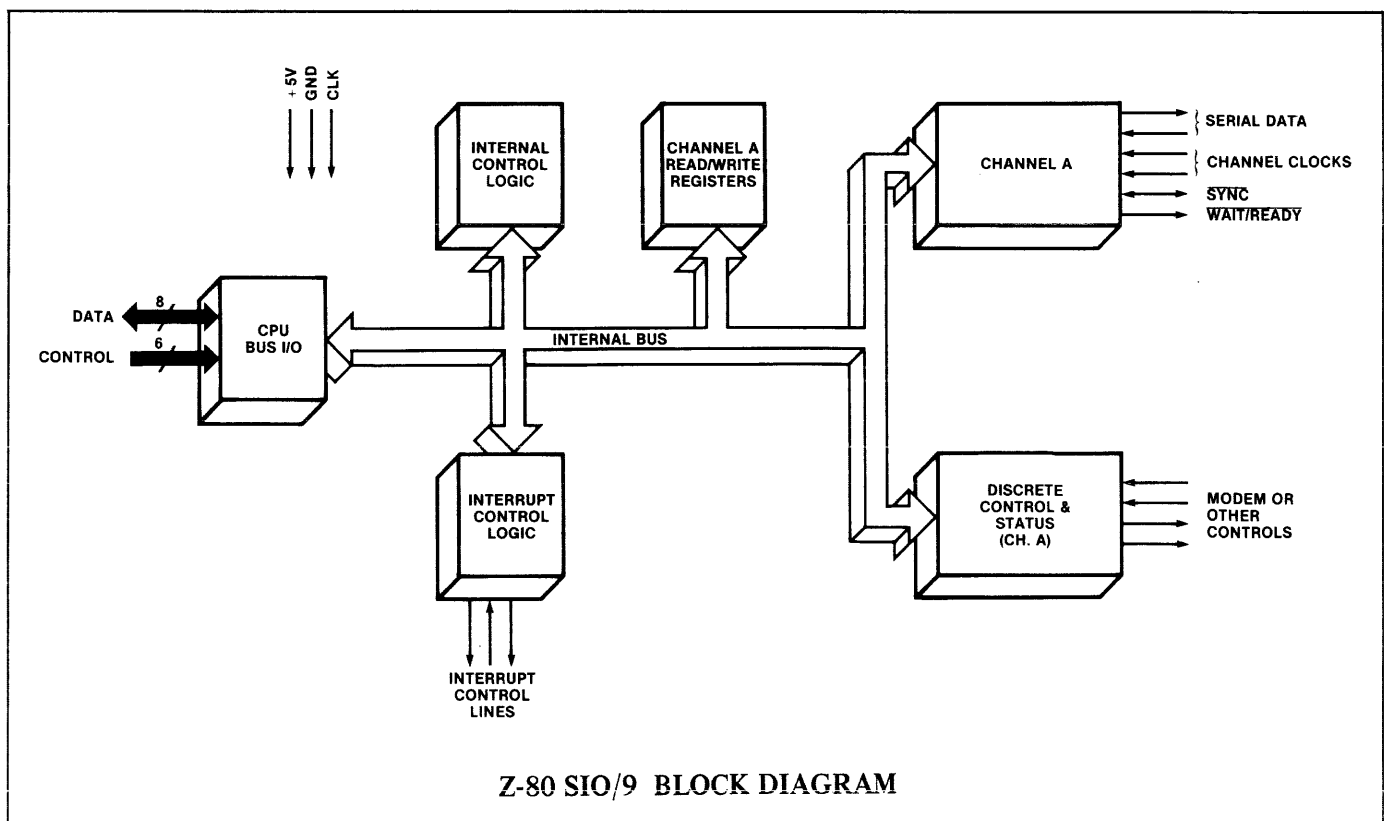 +5V
GND
CLK
INTERNAL
CONTROL
LOGIC
CHANNEL A
READ/WRITE
REGISTERS
CHANNEL A
SERIAL DATA
CHANNEL CLOCKS
SYNC
WAIT/READY
DATA
8
CONTROL
6
CPU
BUS I/O
INTERNAL BUS
INTERRUPT
CONTROL
LOGIC
DISCRETE
CONTROL &
STATUS
(CH. A)
MODEM OR
OTHER
CONTROLS
INTERRUPT
CONTROL
LINES
Z-80 SIO/9 BLOCK DIAGRAM